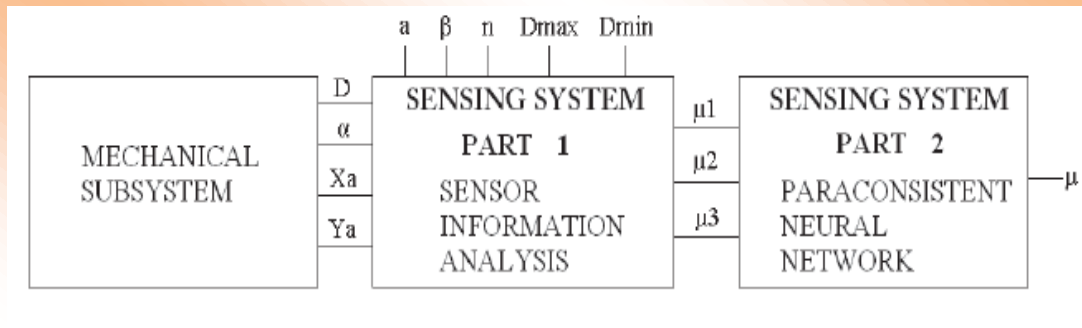 a β n Dmax Dmin
MECHANICAL
SUBSYSTEM
D
α
Xa
Ya
SENSING SYSTEM
PART 1
SENSOR
INFORMATION
ANALYSIS
μ1
μ2
μ3
SENSING SYSTEM
PART 2
PARACONSISTENT
NEURAL
NETWORK
μ